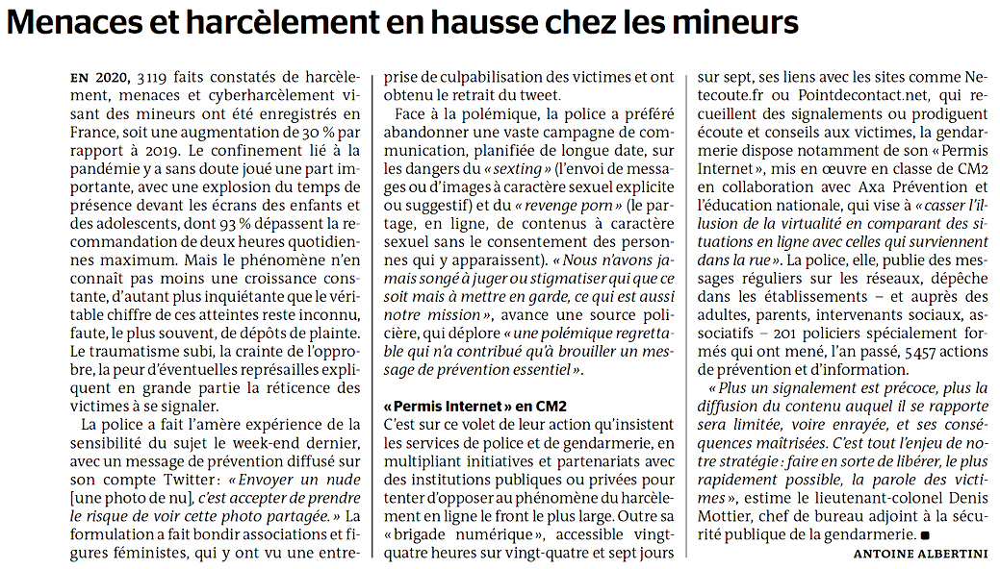 Menaces et harcèlement en hausse chez les mineurs
EN 2020, 3 119 faits constatés de harcèle-
ment, menaces et cyberharcèlement vi-
sant des mineurs ont été enregistrés en
France, soit une augmentation de 30 % par
rapport à 2019. Le confinement lié à la
pandémie y a sans doute joué une part im-
portante, avec une explosion du temps de
présence devant les écrans des enfants et
des adolescents, dont 93 % dépassent la re-
commandation de deux heures quotidien-
nes maximum. Mais le phénomène n'en
connaît pas moins une croissance cons-
tante, d'autant plus inquiétante que le véri-
table chiffre de ces atteintes reste inconnu,
faute, le plus souvent, de dépôts de plainte.
Le traumatisme subi, la crainte de l'oppro-
bre, la peur d'éventuelles représailles expli-
quent en grande partie la réticence des
victimes à se signaler.
La police a fait l'amère expérience de la
sensibilité du sujet le week-end dernier,
avec un message de prévention diffusé sur
son compte Twitter : « Envoyer un nude
[une photo de nu], c'est accepter de prendre
le risque de voir cette photo partagée. » La
formulation a fait bondir associations et fi-
gures féministes, qui y ont vu une entre-
prise de culpabilisation des victimes et ont
obtenu le retrait du tweet.
Face à la polémique, la police a préféré
abandonner une vaste campagne de com-
munication, planifiée de longue date, sur
les dangers du « sexting » (l'envoi de messa-
ges ou d'images à caractère sexuel explicite
ou suggestif) et du « revenge porn » (le par-
tage, en ligne, de contenus à caractère
sexuel sans le consentement des person-
nes qui y apparaissent). « Nous n'avons ja-
mais songé à juger ou stigmatiser qui que ce
soit mais à mettre en garde, ce qui est aussi
notre mission », avance une source poli-
cière, qui déplore « une polémique regretta-
ble qui n'a contribué qu'à brouiller un mes-
sage de prévention essentiel ».
« Permis Internet » en CM2
C'est sur ce volet de leur action qu'insistent
les services de police et de gendarmerie, en
multipliant initiatives et partenariats avec
des institutions publiques ou privées pour
tenter d'opposer au phénomène du harcèle-
ment en ligne le front le plus large. Outre sa
« brigade numérique », accessible vingt-
quatre heures sur vingt-quatre et sept jours
sur sept, ses liens avec les sites comme Ne-
tecoute.fr ou Pointdecontact.net, qui re-
cueillent des signalements ou prodiguent
écoute et conseils aux victimes, la gendar-
merie dispose notamment de son « Permis
Internet », mis en œuvre en classe de CM2
en collaboration avec Axa Prévention et
l'éducation nationale, qui vise à « casser l'il-
lusion de la virtualité en comparant des si-
tuations en ligne avec celles qui surviennent
dans la rue ». La police, elle, publie des mes-
sages réguliers sur les réseaux, dépêche
dans les établissements – et auprès des
adultes, parents, intervenants sociaux, as-
sociatifs – 201 policiers spécialement for-
més qui ont mené, l'an passé, 5 457 actions
de prévention et d'information.
« Plus un signalement est précoce, plus la
diffusion du contenu auquel il se rapporte
sera limitée, voire enrayée, et ses consé-
quences maîtrisées. C'est tout l'enjeu de no-
tre stratégie : faire en sorte de libérer, le plus
rapidement possible, la parole des victi-
mes », estime le lieutenant-colonel Denis
Mottier, chef de bureau adjoint à la sécu-
rité publique de la gendarmerie. ■
ANTOINE ALBERTINI